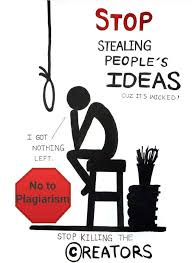 STOP
STEALING
PEOPLE'S
IDEAS
CUZ IT'S WICKED!
I GOT
NOTHING
LEFT.
No to
Plagiarism
STOP KILLING THE
©REATORS